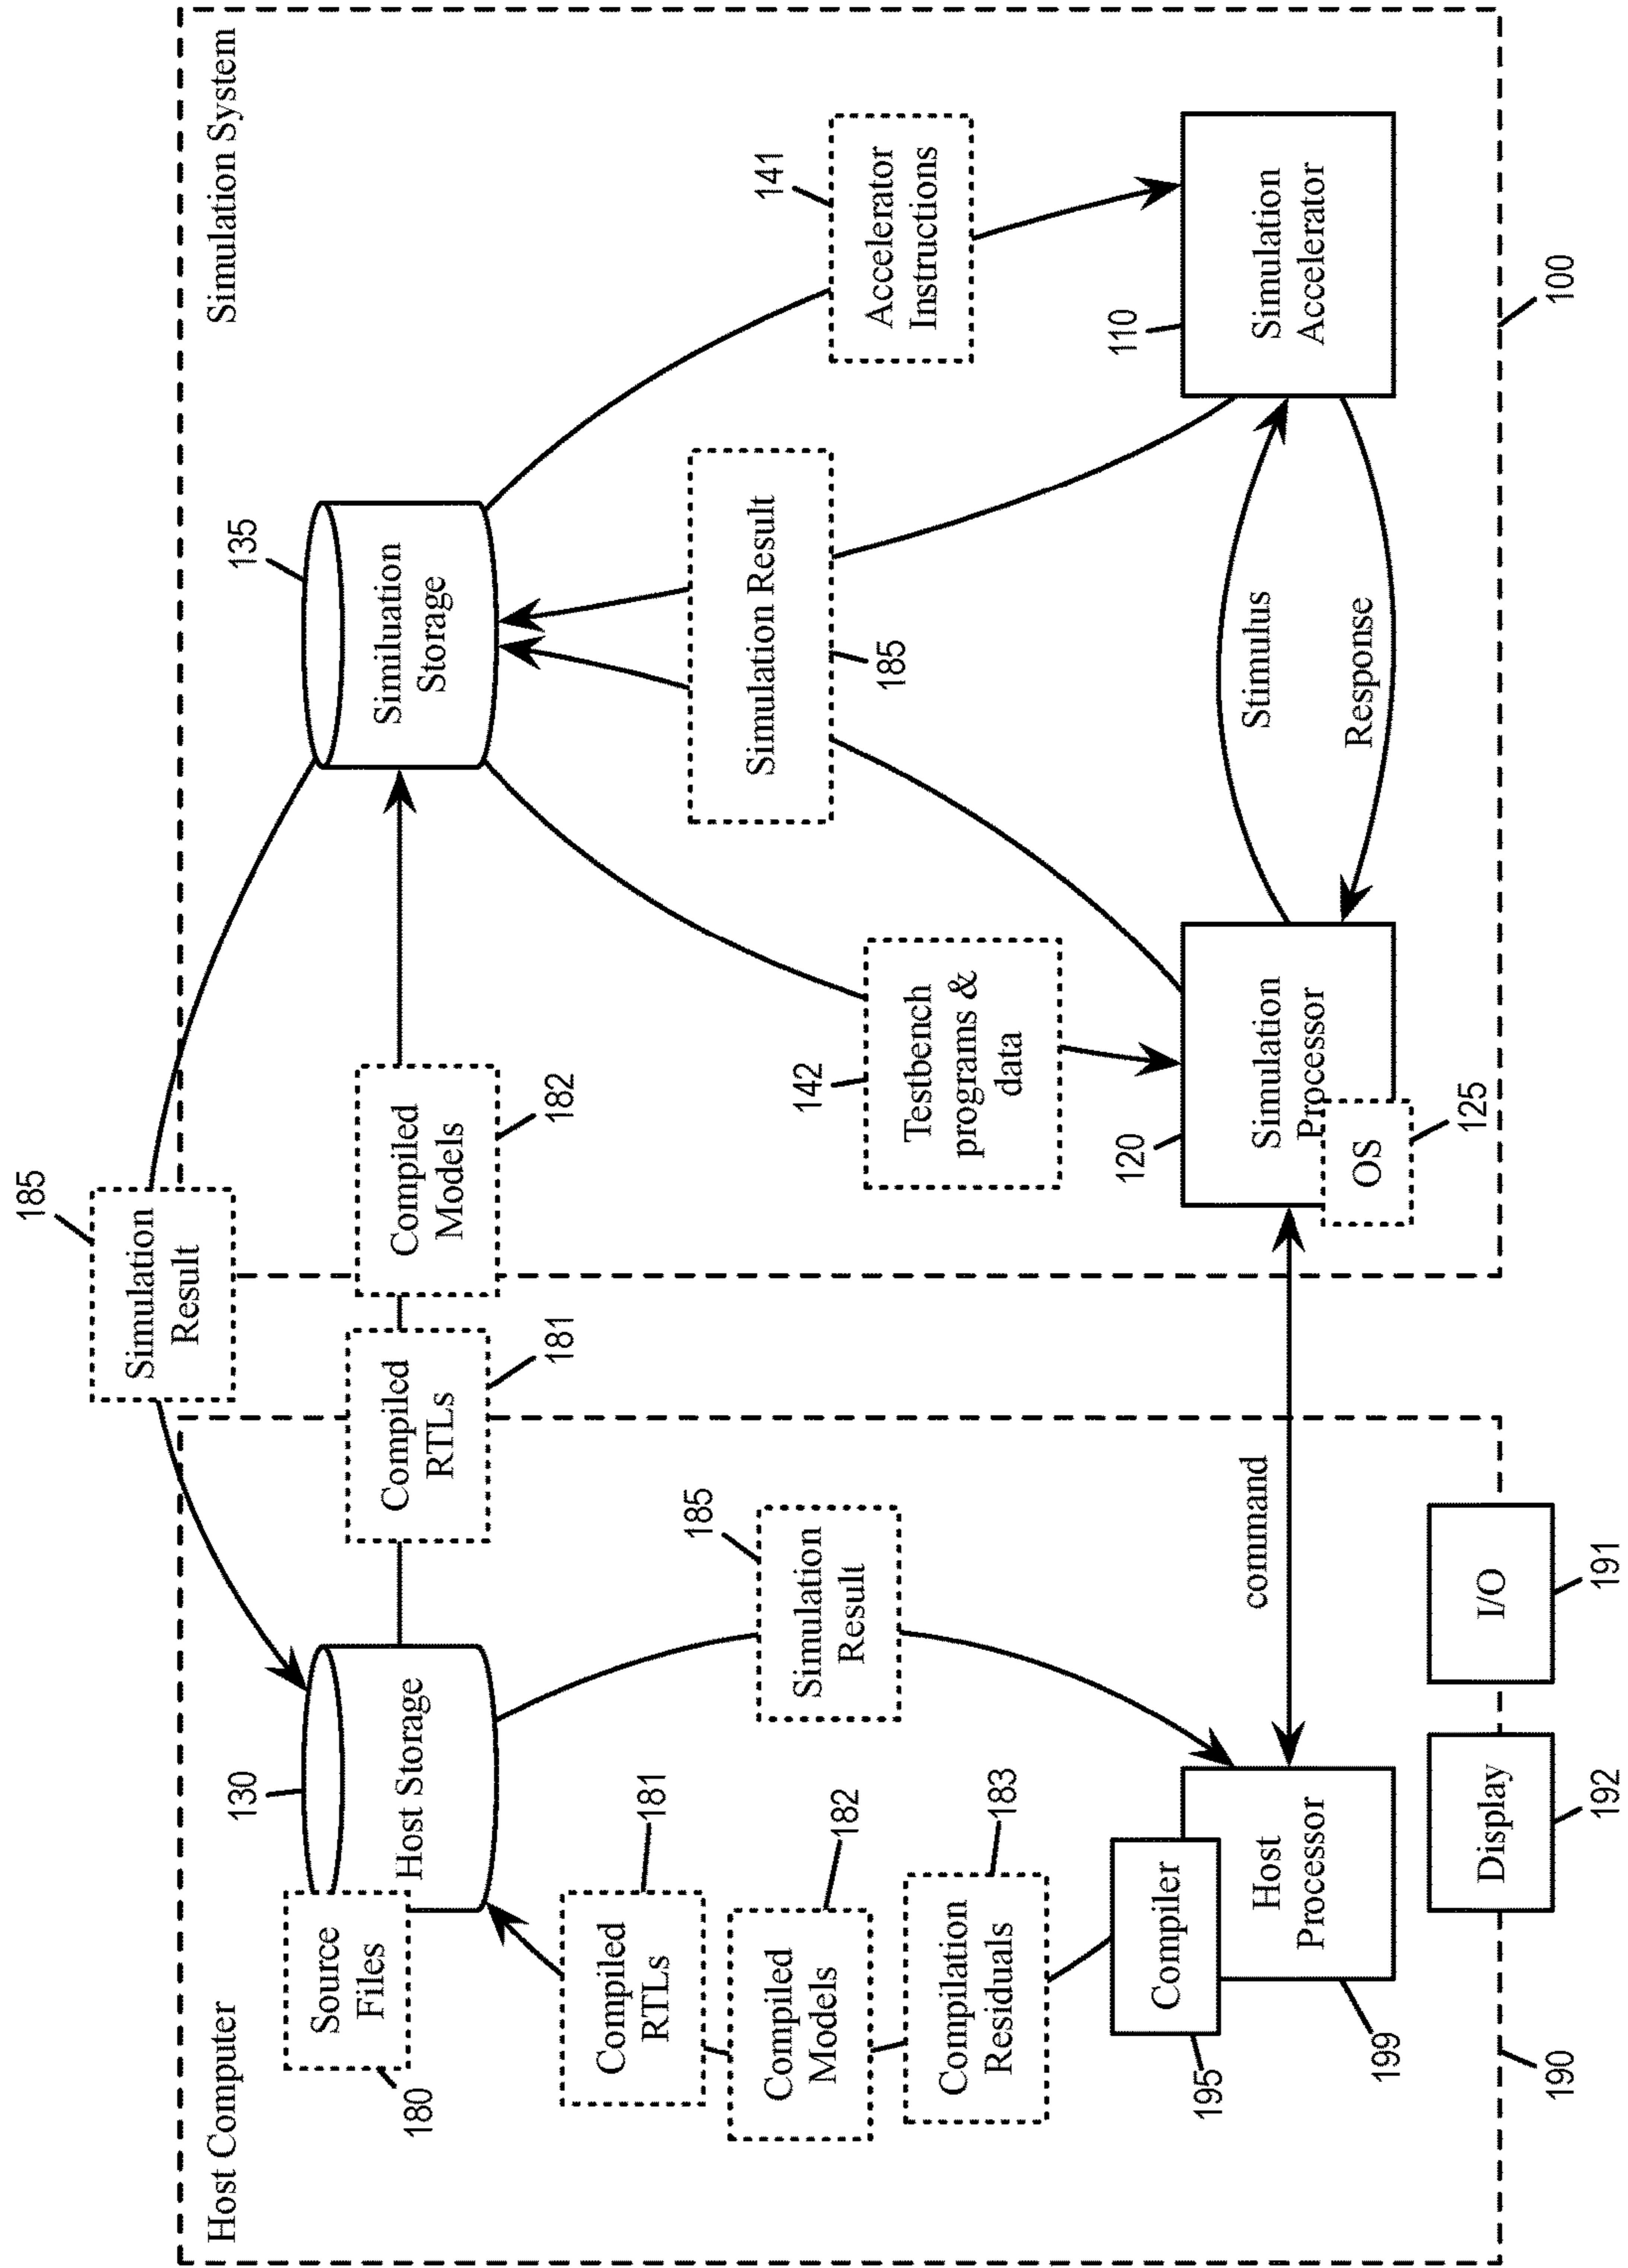 Host Computer
Simulation System
185
Simulation
Result
130
Host Storage
Source
Files
180
135
Similuation
Storage
Compiled
RTLs
181
Compiled
Models
182
Compiled
RTLs
181
Compiled
Models
182
Compilation
Residuals
183
185
Simulation
Result
Simulation Result
185
141
Accelerator
Instructions
142
Testbench
programs &
data
Compiler
195
Host
Processor
199
command
120
Simulation
Processor
OS
125
Stimulus
Response
110
Simulation
Accelerator
Display
192
I/O
191
190
100